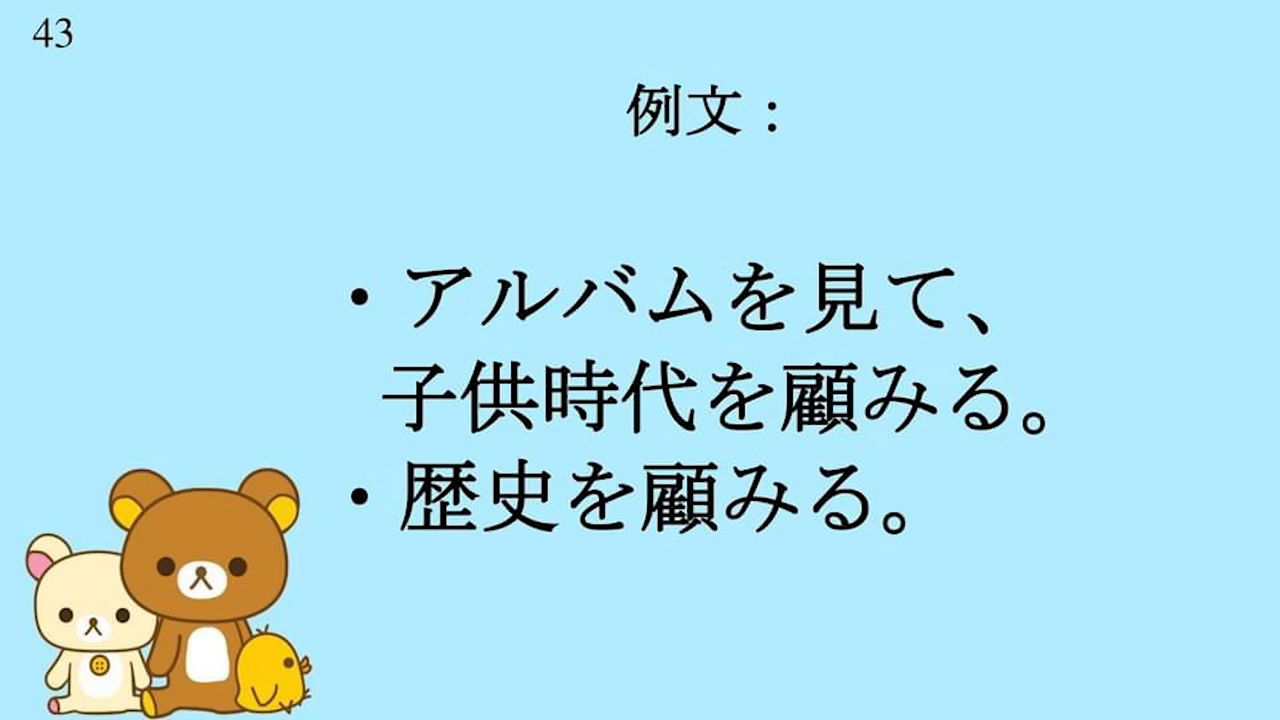 43
例文：
・アルバムを見て、
子供時代を顧みる。
・歴史を顧みる。